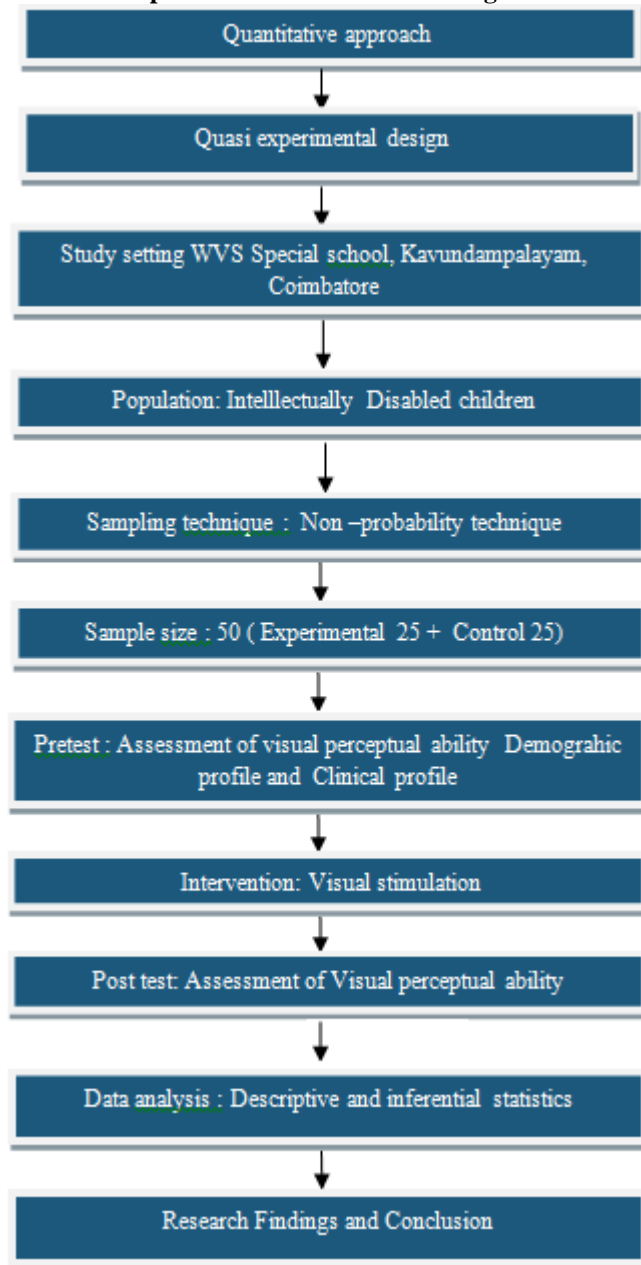 Quantitative approach
Quasi experimental design
Study setting WVS Special school, Kavundampalayam,
Coimbatore
Population: Intelllectually Disabled children
Sampling technique : Non –probability technique
Sample size : 50 ( Experimental 25 + Control 25)
Pretest : Assessment of visual perceptual ability Demograhic
profile and Clinical profile
Intervention: Visual stimulation
Post test: Assessment of Visual perceptual ability
Data analysis : Descriptive and inferential statistics
Research Findings and Conclusion